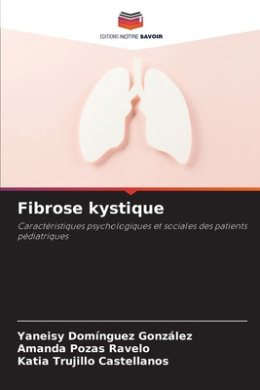 EDITIONS NOTRE SAVOIR
Fibrose kystique
Caractéristiques psychologiques et sociales des patients
pédiatriques
Yaneisy Domínguez González
Amanda Pozas Ravelo
Katia Trujillo Castellanos